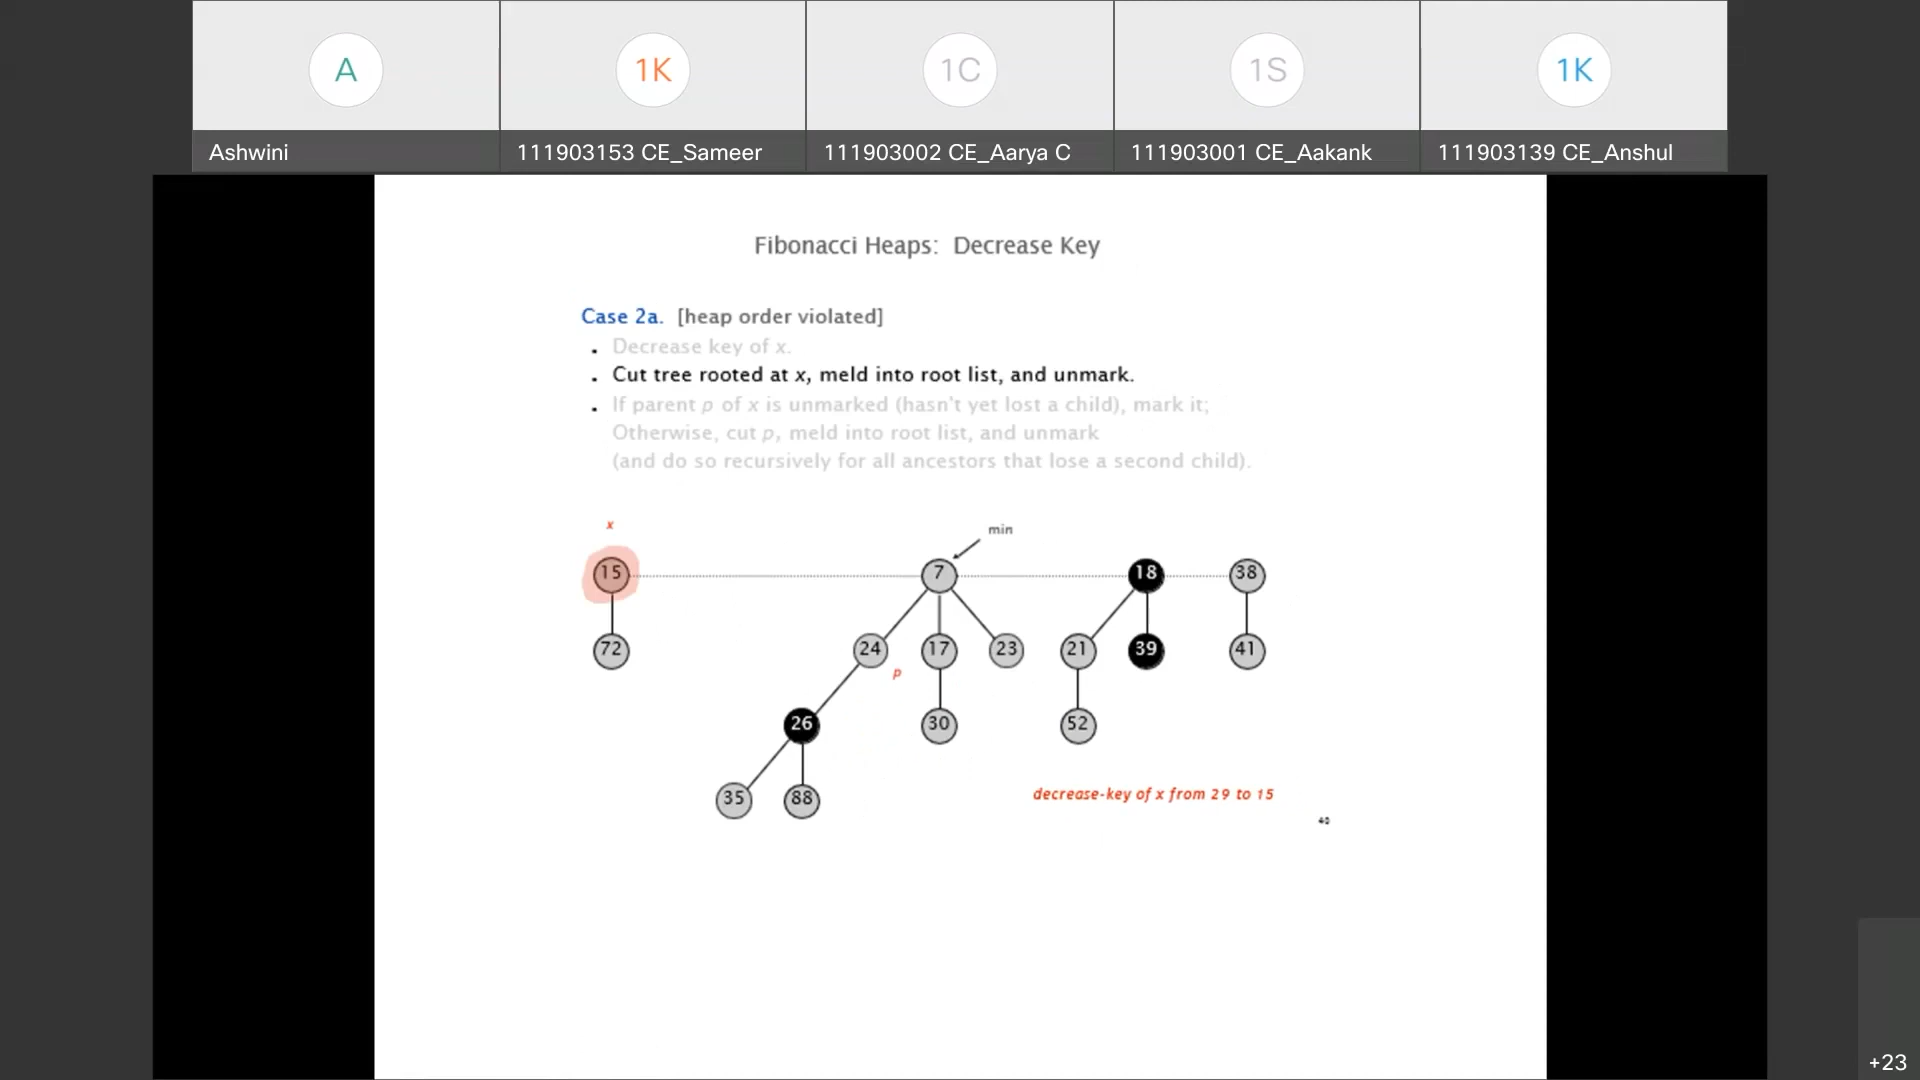 A
1K
1C
1S
1K
Ashwini
111903153 CE_Sameer
111903002 CE_Aarya C
111903001 CE_Aakank
111903139 CE_Anshul
Fibonacci Heaps: Decrease Key
Case 2a. [heap order violated]
. Decrease key of x.
. Cut tree rooted at x, meld into root list, and unmark.
. If parent p of x is unmarked (hasn't yet lost a child), mark it;
Otherwise, cut p, meld into root list, and unmark
(and do so recursively for all ancestors that lose a second child).
x
min
15
7
18
38
72
24
17
23
21
39
41
p
26
30
52
35
88
decrease-key of x from 29 to 15
40
+23